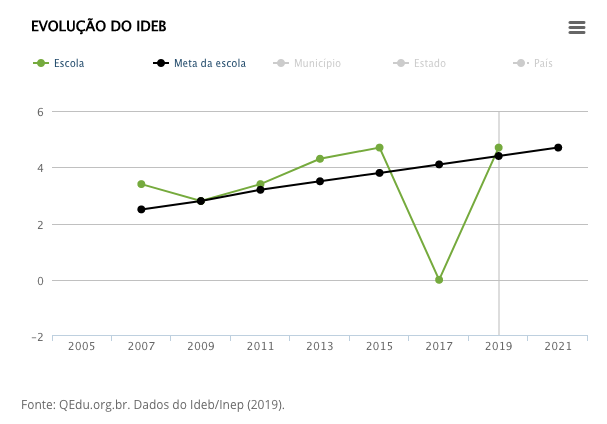 EVOLUÇÃO DO IDEB
Escola Meta da escola Município Estado País
6
4
2
0
-2
2005 2007 2009 2011 2013 2015 2017 2019 2021
Fonte: QEdu.org.br. Dados do Ideb/Inep (2019).